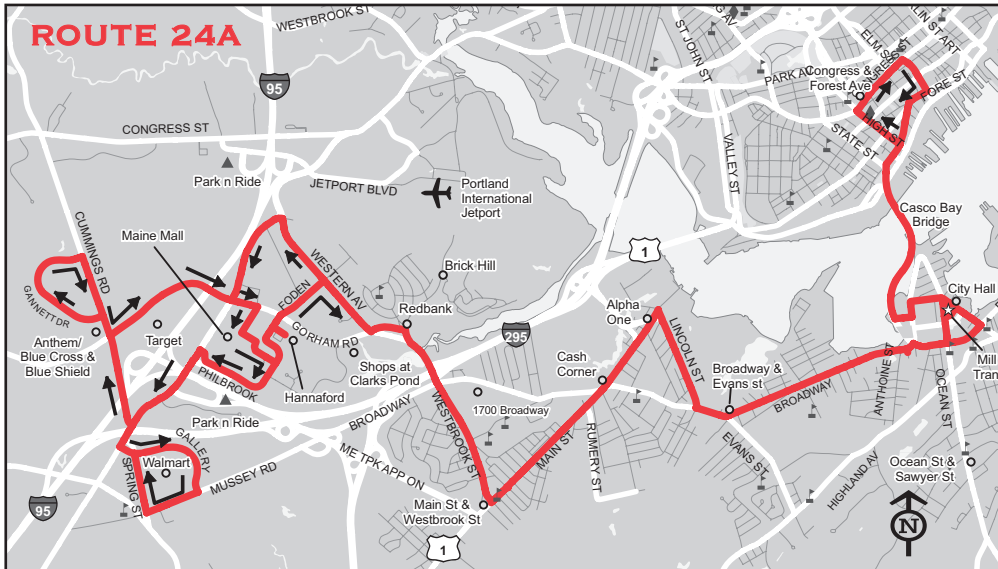 ROUTE 24A
WESTBROOK ST
95
CONGRESS ST
Park n Ride
JETPORT BLVD
Portland
International
Jetport
ST JOHN ST
PARK AV
ELM S
CONGRESS ST
Congress &
Forest Ave
FORE ST
HIGH ST
STATE ST
VALLEY ST
Casco Bay
Bridge
1
CUMMINGS RD
Maine Mall
WESTERN AV
FODEN
Brick Hill
GANNETT DR
Anthem/
Blue Cross &
Blue Shield
Target
GORHAM RD
Redbank
Shops at
Clarks Pond
PHILBROOK
Hannaford
Park n Ride
BROADWAY
295
Alpha
One
LINCOLN ST
City Hall
Mill
Tran
Cash
Corner
Broadway &
Evans st
1700 Broadway
BROADWAY
ANTHOINE ST
OCEAN ST
WESTBROOK ST
MAIN ST
RUMERY ST
EVANS ST
HIGHLAND AV
Ocean St &
Sawyer St
GALLERY
Walmart
SPRING ST
MUSSEY RD
ME TPK APP ON
Main St &
Westbrook St
95
1
N